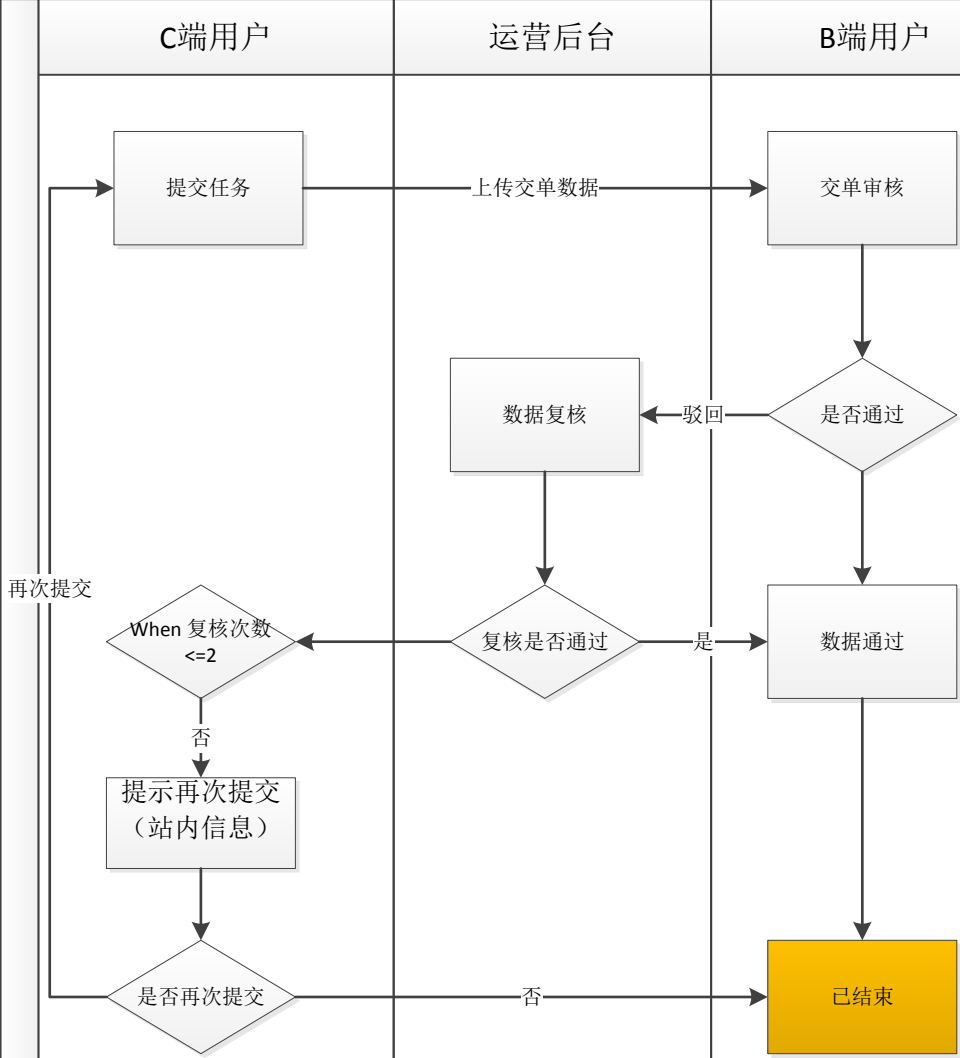 C端用户
运营后台
B端用户
提交任务
上传交单数据
交单审核
数据复核
驳回
是否通过
再次提交
When 复核次数
<=2
复核是否通过
是
数据通过
否
提示再次提交
（站内信息）
是否再次提交
否
已结束